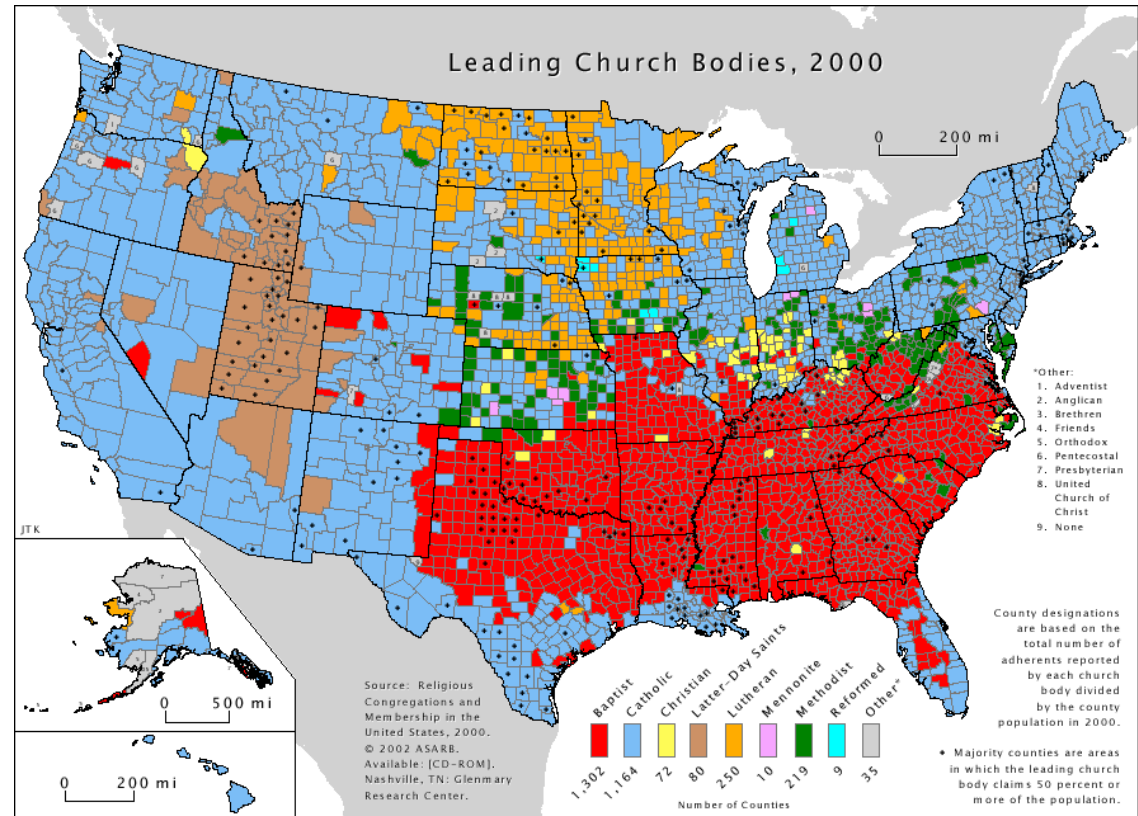 Leading Church Bodies, 2000
0 200 mi
*Other:
1. Adventist
2. Anglican
3. Brethren
4. Friends
5. Orthodox
6. Pentecostal
7. Presbyterian
8. United
Church of
Christ
9. None
JTK
0 500 mi
0 200 mi
Source: Religious
Congregations and
Membership in the
United States, 2000.
© 2002 ASARB.
Available: [CD-ROM].
Nashville, TN: Glenmary
Research Center.
Baptist
Catholic
Christian
Latter-Day Saints
Lutheran
Mennonite
Methodist
Reformed
Other*
1,302
1,164
72
80
250
10
219
9
35
Number of Counties
County designations
are based on the
total number of
adherents reported
by each church
body divided
by the county
population in 2000.
Majority counties are areas
in which the leading church
body claims 50 percent or
more of the population.